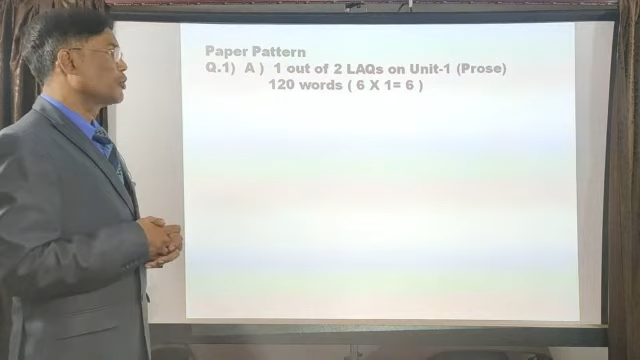 Paper Pattern
Q.1) A ) 1 out of 2 LAQs on Unit-1 (Prose)
120 words ( 6 X 1= 6 )